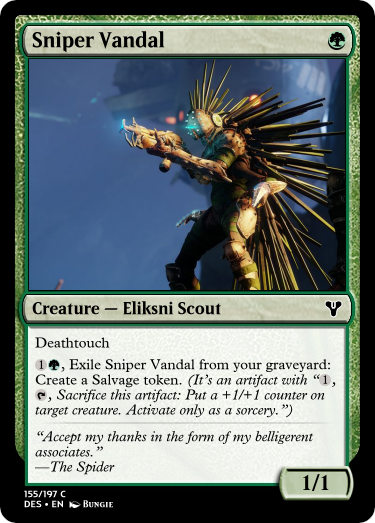 Sniper Vandal
Creature — Eliksni Scout
Deathtouch
1, Exile Sniper Vandal from your graveyard:
Create a Salvage token. (It's an artifact with “1,
, Sacrifice this artifact: Put a +1/+1 counter on
target creature. Activate only as a sorcery.”)
“Accept my thanks in the form of my belligerent
associates.”
—The Spider
1/1
155/197 C
DES • EN Bungie